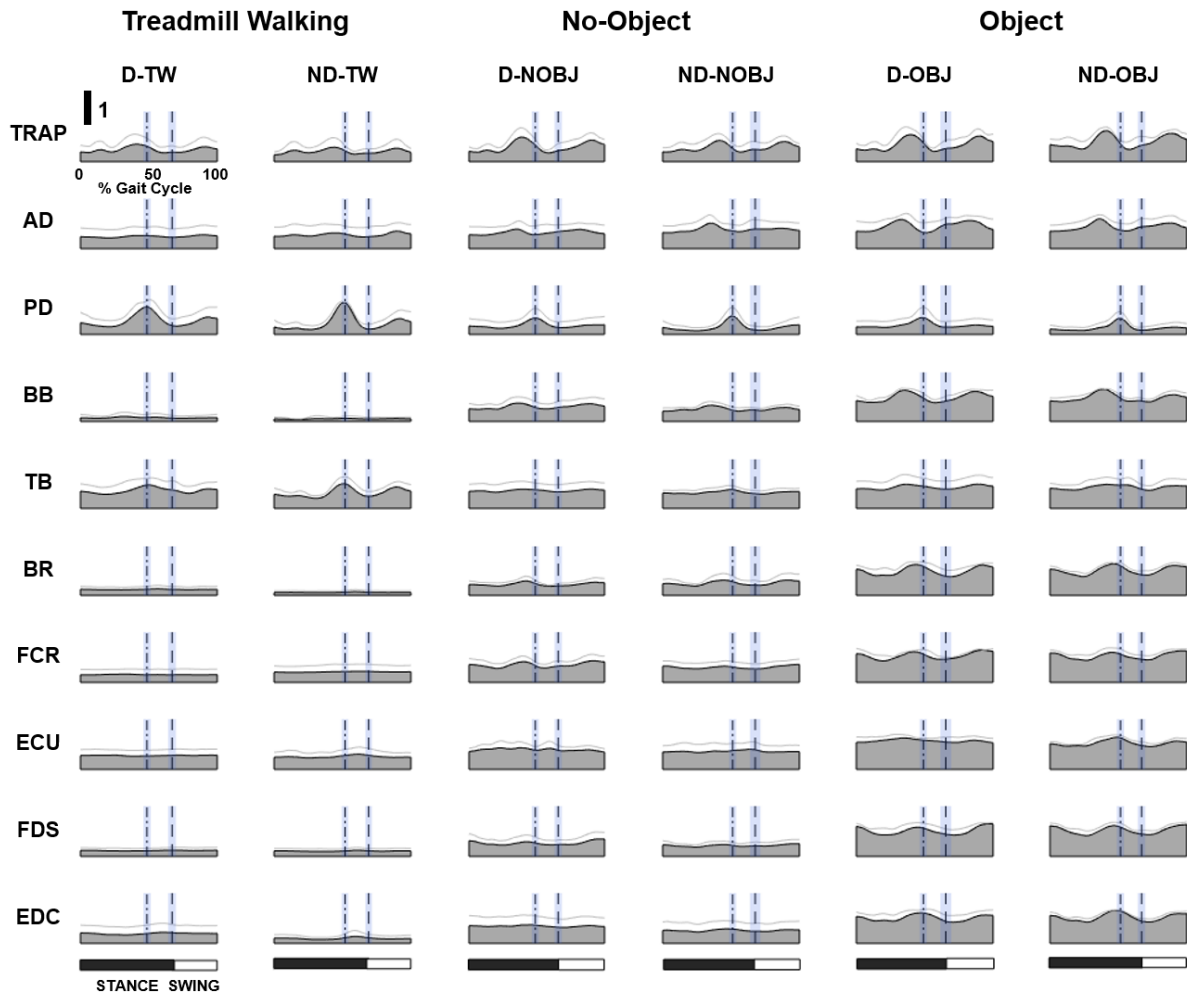 Treadmill Walking No-Object Object
D-TW ND-TW D-NOBJ ND-NOBJ D-OBJ ND-OBJ
1
TRAP
0 50 100
% Gait Cycle
AD
PD
BB
TB
BR
FCR
ECU
FDS
EDC
STANCE SWING